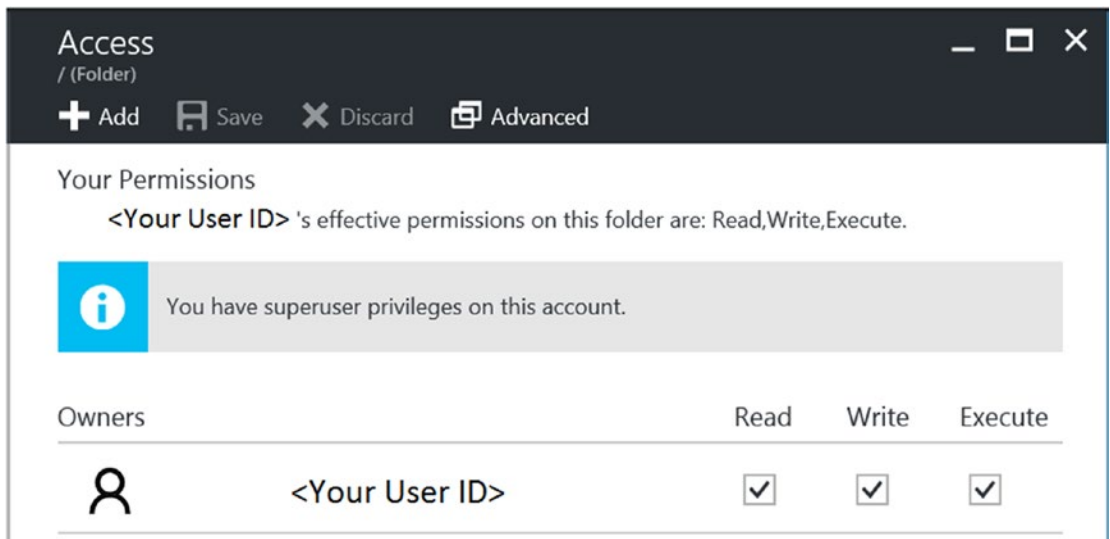 Access
/ (Folder)
Add Save Discard Advanced
Your Permissions
<Your User ID> 's effective permissions on this folder are: Read,Write,Execute.
You have superuser privileges on this account.
Owners Read Write Execute
<Your User ID>